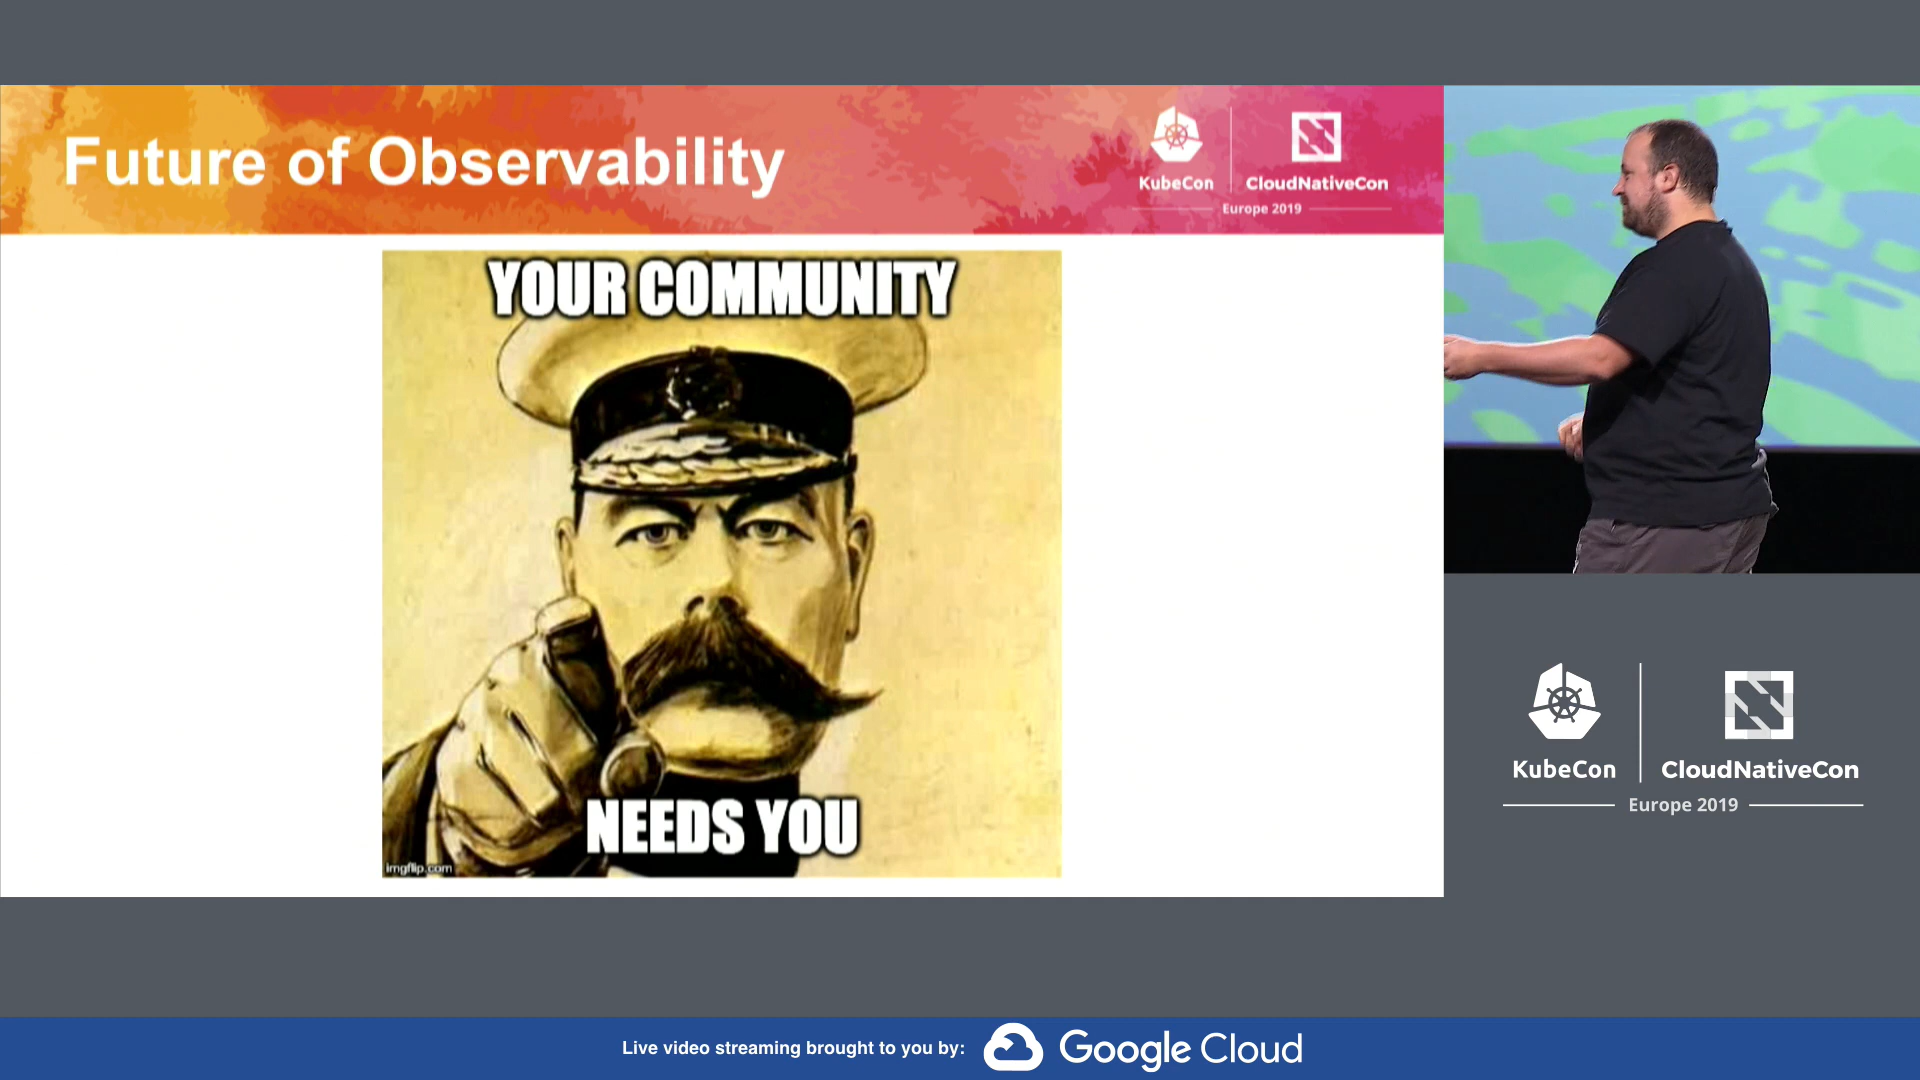 Future of Observability
KubeCon
CloudNativeCon
Europe 2019
YOUR COMMUNITY
NEEDS YOU
imgflip.com
KubeCon
CloudNativeCon
Europe 2019
Live video streaming brought to you by:
Google Cloud